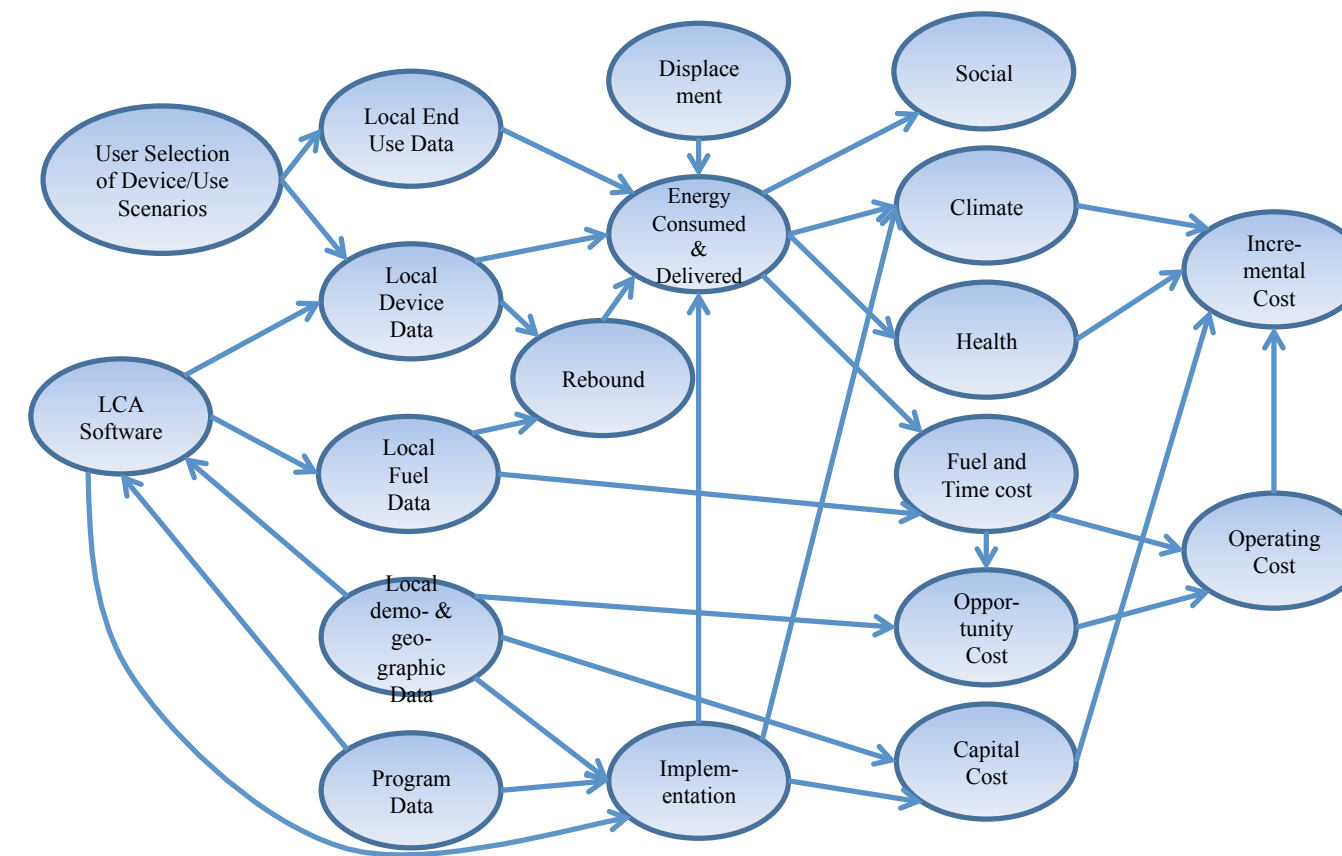 User Selection
of Device/Use
Scenarios
Local End
Use Data
Displace
ment
Social
Energy
Consumed
&
Delivered
Climate
Incre-
mental
Cost
Local
Device
Data
Rebound
Health
LCA
Software
Local
Fuel
Data
Fuel and
Time cost
Operating
Cost
Local
demo- &
geo-
graphic
Data
Oppor-
tunity
Cost
Program
Data
Implem-
entation
Capital
Cost